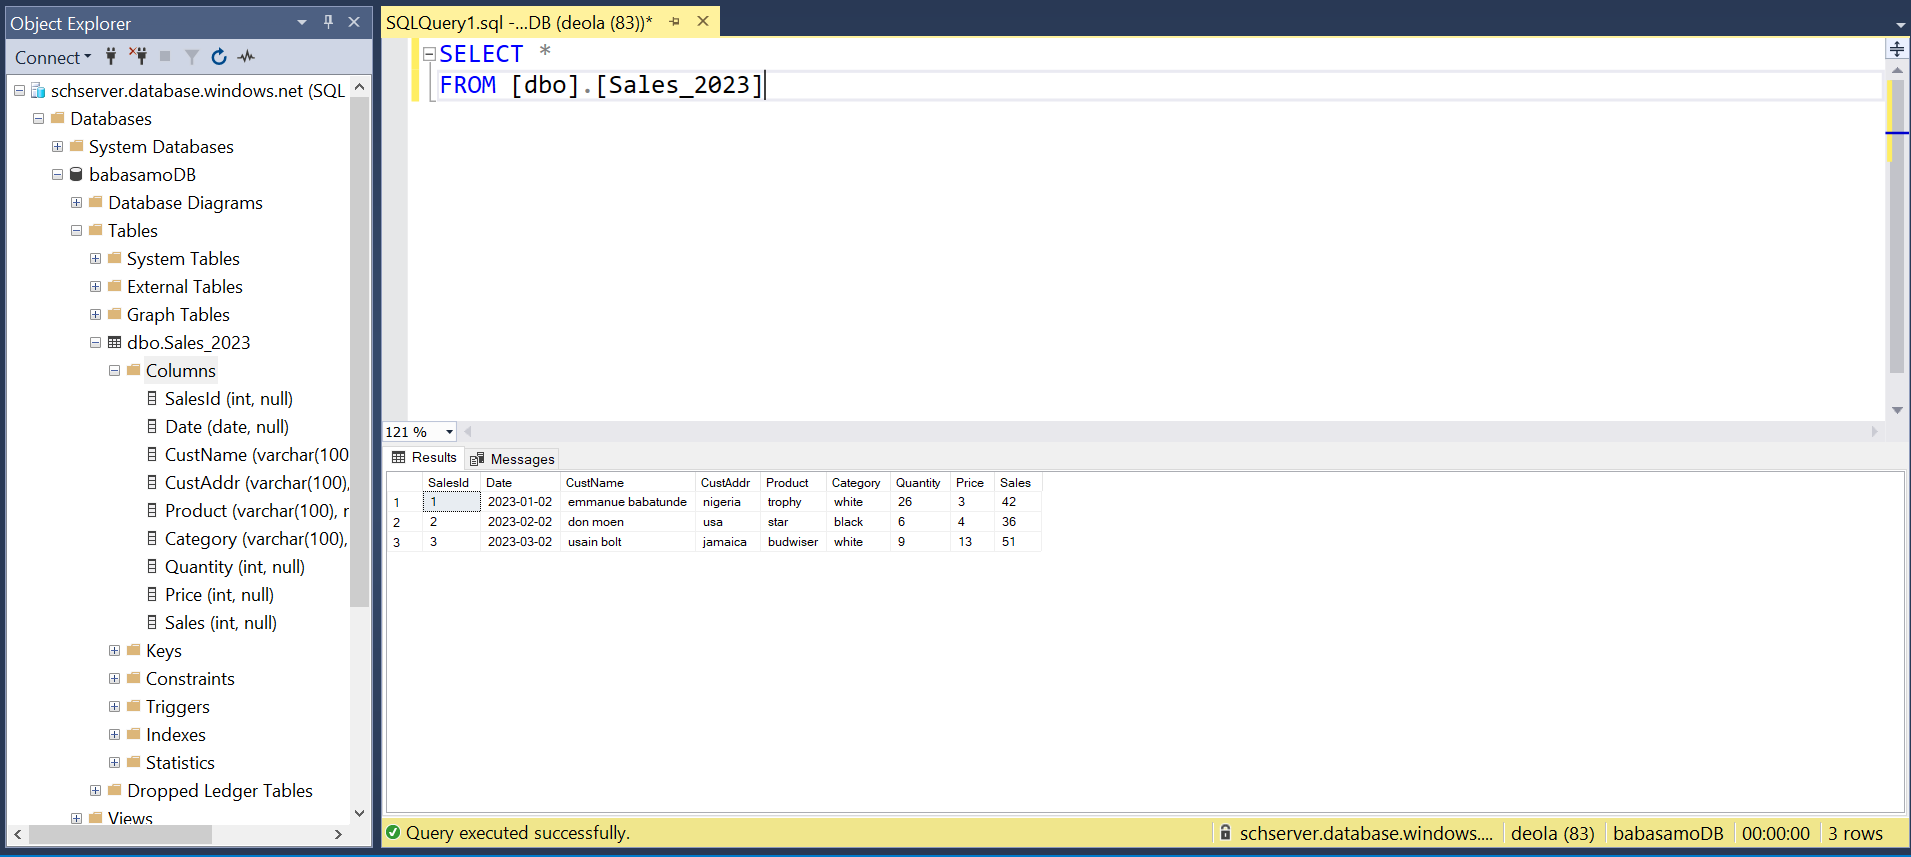 Object Explorer
Connect
schserver.database.windows.net (SQL
Databases
System Databases
babasamoDB
Database Diagrams
Tables
System Tables
External Tables
Graph Tables
dbo.Sales_2023
Columns
SalesId (int, null)
Date (date, null)
CustName (varchar(100
CustAddr (varchar(100),
Product (varchar(100), r
Category (varchar(100),
Quantity (int, null)
Price (int, null)
Sales (int, null)
Keys
Constraints
Triggers
Indexes
Statistics
Dropped Ledger Tables
Views
SQLQuery1.sql -...DB (deola (83))*
SELECT *
FROM [dbo].[Sales_2023]
121 %
Results Messages
SalesId Date CustName CustAddr Product Category Quantity Price Sales
1 1 2023-01-02 emmanue babatunde nigeria trophy white 26 3 42
2 2 2023-02-02 don moen usa star black 6 4 36
3 3 2023-03-02 usain bolt jamaica budwiser white 9 13 51
Query executed successfully. schserver.database.windows.... deola (83) babasamoDB 00:00:00 3 rows